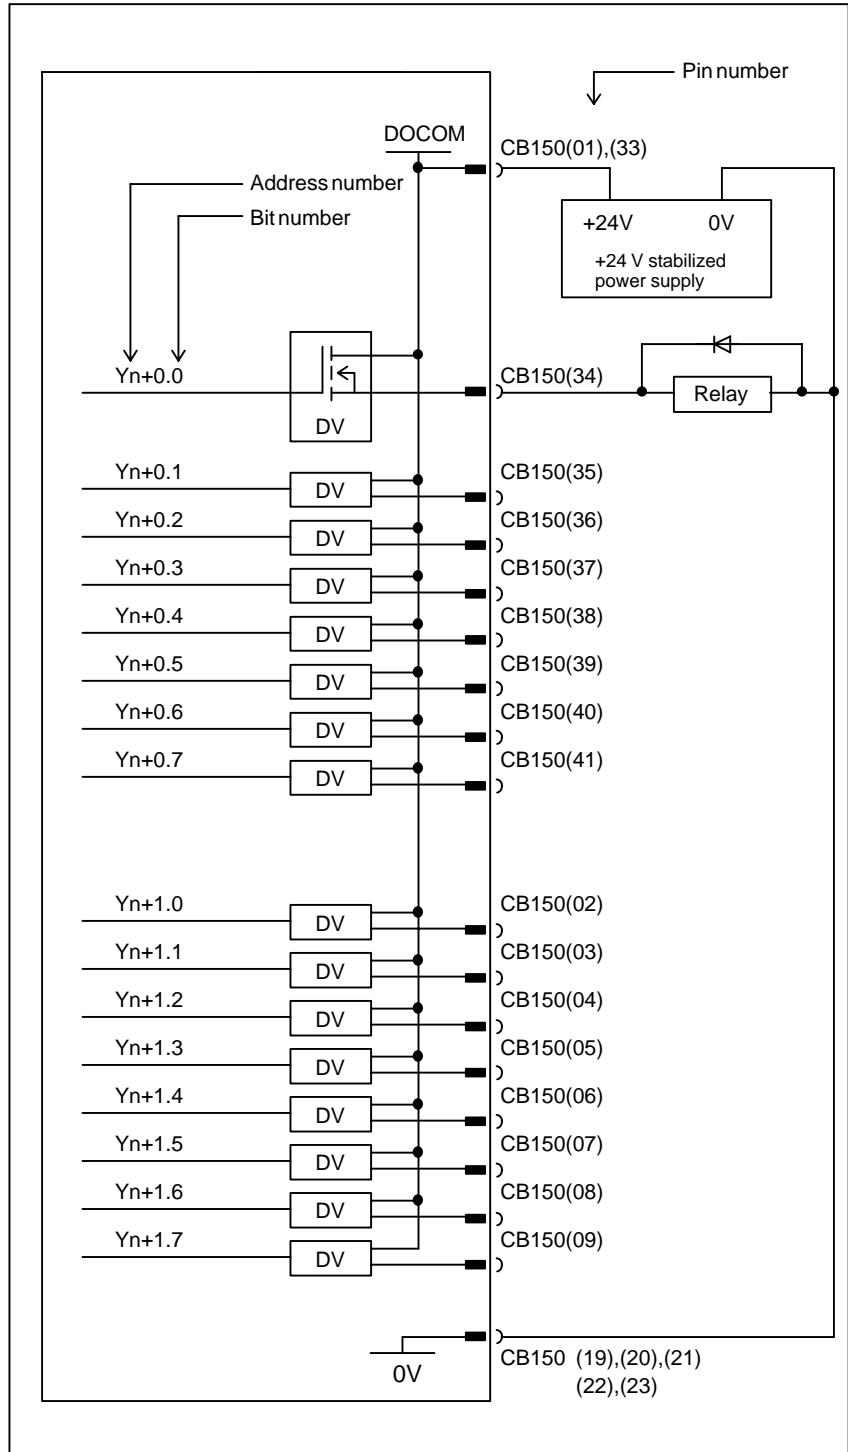 Pin number
DOCOM
CB150(01),(33)
Address number
Bit number
+24V 0V
+24 V stabilized
power supply
Yn+0.0
DV
CB150(34)
Relay
Yn+0.1
DV
CB150(35)
Yn+0.2
DV
CB150(36)
Yn+0.3
DV
CB150(37)
Yn+0.4
DV
CB150(38)
Yn+0.5
DV
CB150(39)
Yn+0.6
DV
CB150(40)
Yn+0.7
DV
CB150(41)
Yn+1.0
DV
CB150(02)
Yn+1.1
DV
CB150(03)
Yn+1.2
DV
CB150(04)
Yn+1.3
DV
CB150(05)
Yn+1.4
DV
CB150(06)
Yn+1.5
DV
CB150(07)
Yn+1.6
DV
CB150(08)
Yn+1.7
DV
CB150(09)
0V
CB150 (19),(20),(21)
(22),(23)